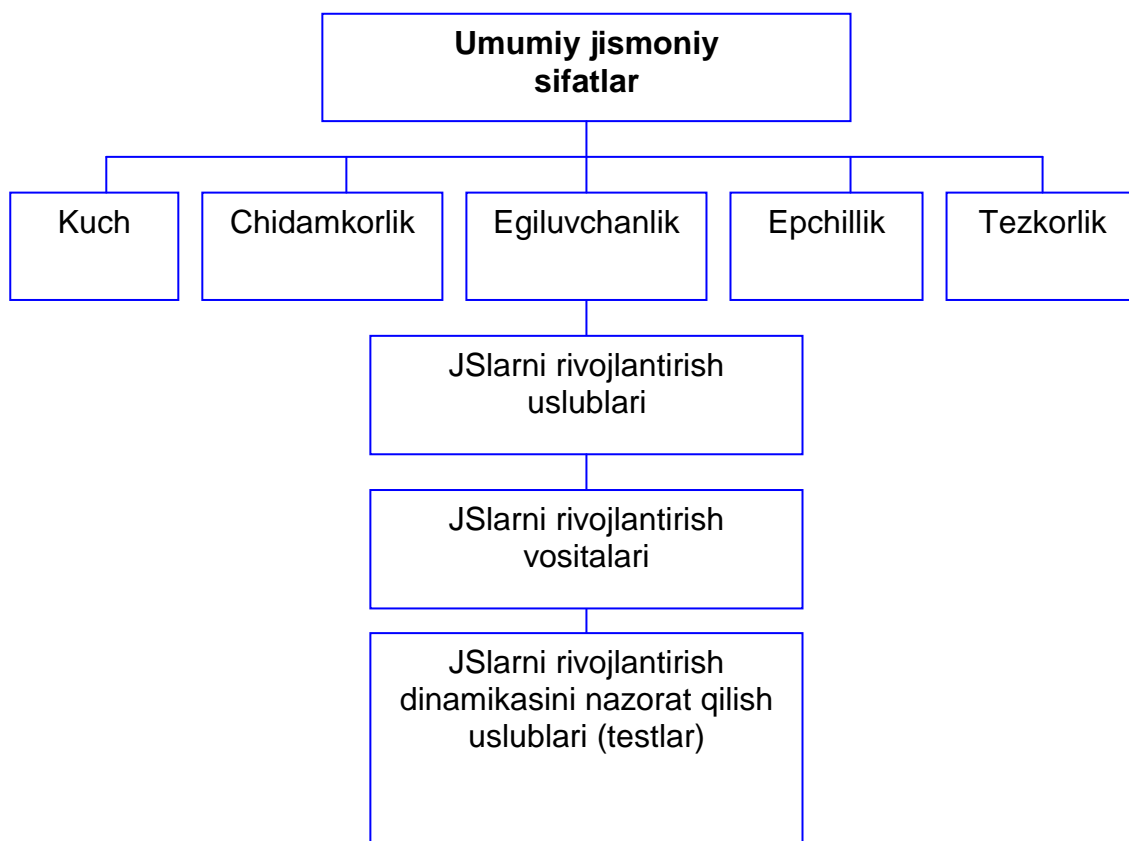 Umumiy jismoniy
sifatlar
Kuch
Chidamkorlik
Egiluvchanlik
Epchillik
Tezkorlik
JSlarni rivojlantirish
uslublari
JSlarni rivojlantirish
vositalari
JSlarni rivojlantirish
dinamikasini nazorat qilish
uslublari (testlar)